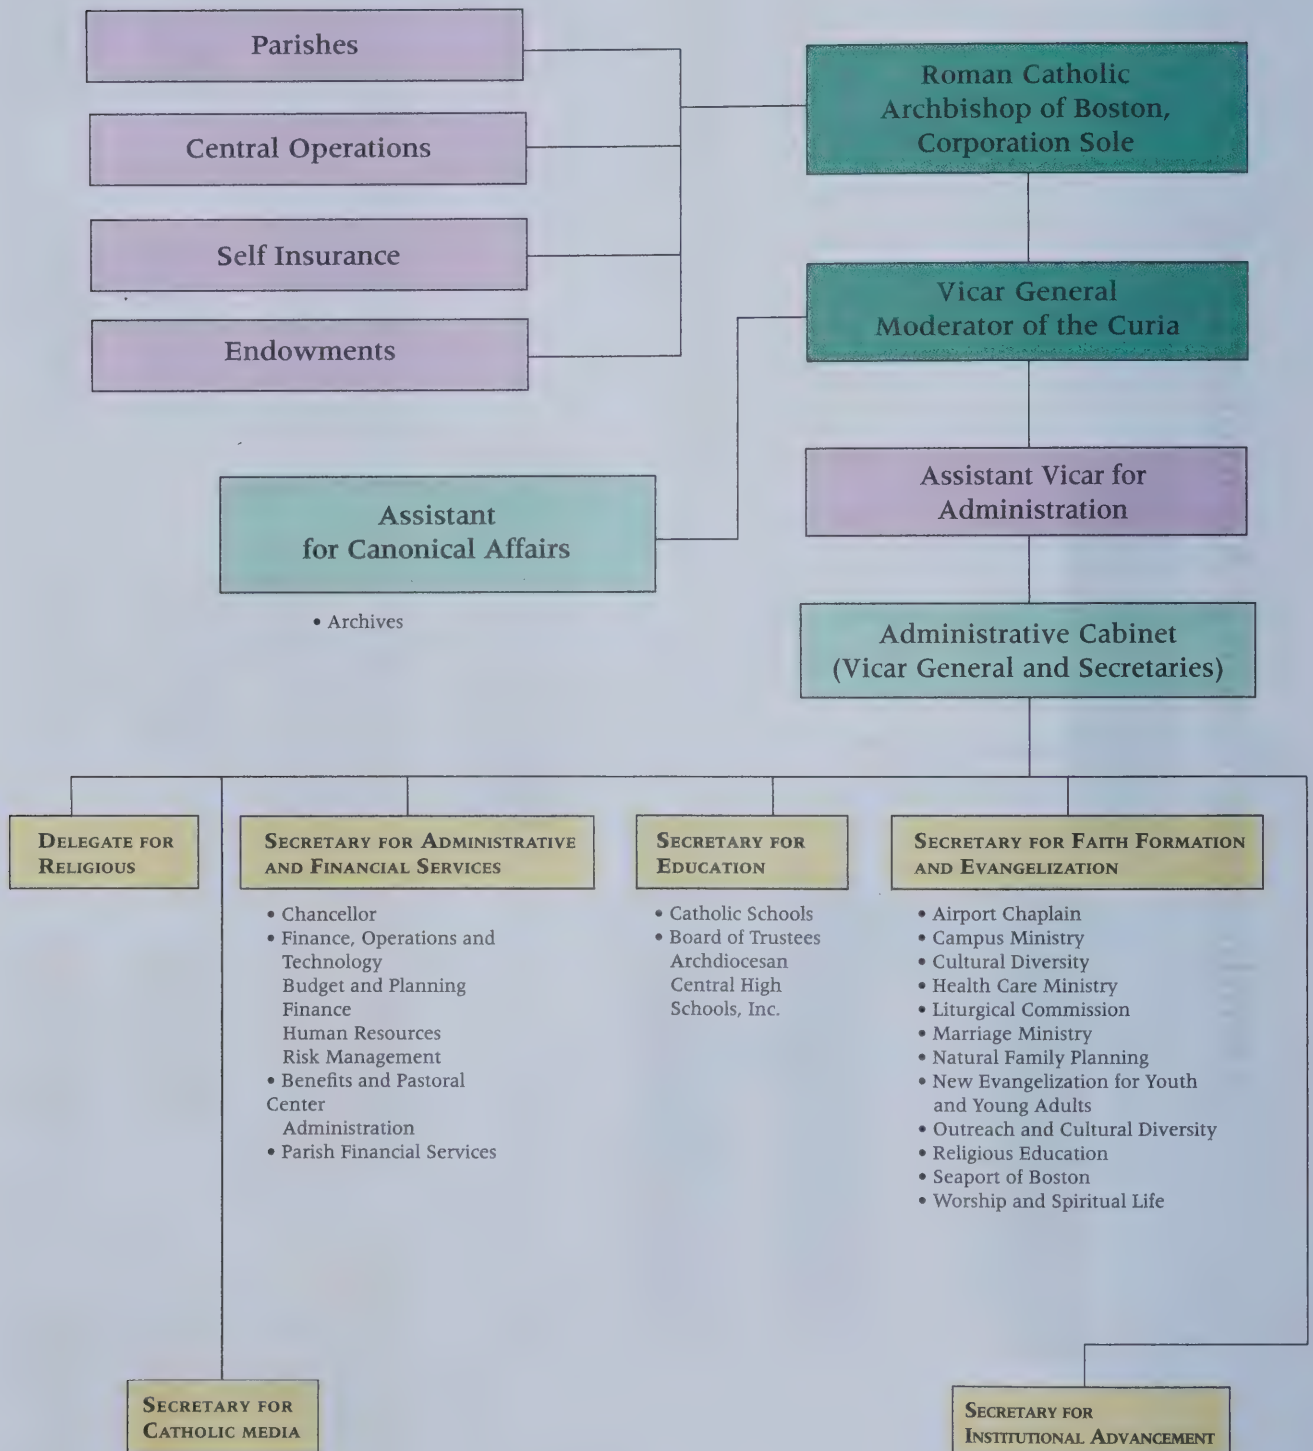 Parishes
Central Operations
Self Insurance
Endowments
Roman Catholic
Archbishop of Boston,
Corporation Sole
Vicar General
Moderator of the Curia
Assistant Vicar for
Administration
Assistant
for Canonical Affairs
• Archives
Administrative Cabinet
(Vicar General and Secretaries)
DELEGATE FOR
RELIGIOUS
SECRETARY FOR ADMINISTRATIVE
AND FINANCIAL SERVICES
• Chancellor
• Finance, Operations and
Technology
Budget and Planning
Finance
Human Resources
Risk Management
• Benefits and Pastoral
Center
Administration
• Parish Financial Services
SECRETARY FOR
EDUCATION
• Catholic Schools
• Board of Trustees
Archdiocesan
Central High
Schools, Inc.
SECRETARY FOR FAITH FORMATION
AND EVANGELIZATION
• Airport Chaplain
• Campus Ministry
• Cultural Diversity
• Health Care Ministry
• Liturgical Commission
• Marriage Ministry
• Natural Family Planning
• New Evangelization for Youth
and Young Adults
• Outreach and Cultural Diversity
• Religious Education
• Seaport of Boston
• Worship and Spiritual Life
SECRETARY FOR
CATHOLIC MEDIA
SECRETARY FOR
INSTITUTIONAL ADVANCEMENT